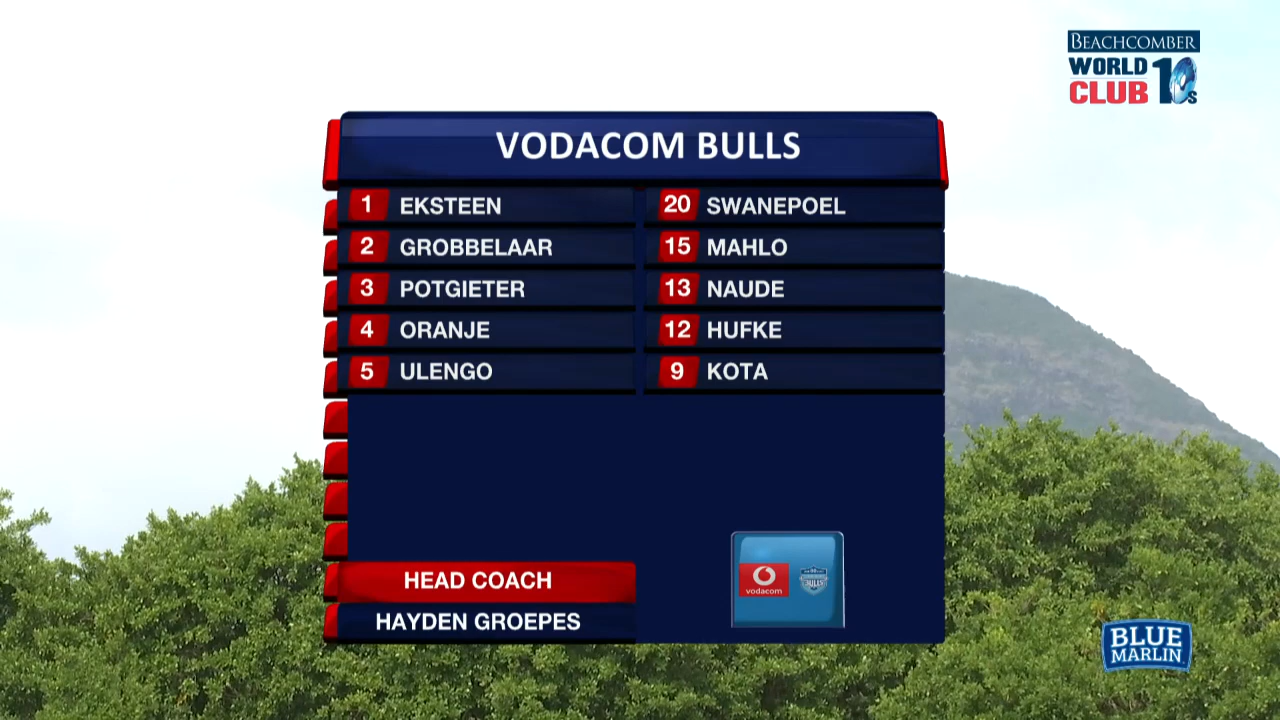 BEACHCOMBER
WORLD
CLUB 10s
VODACOM BULLS
1 EKSTEEN
2 GROBBELAAR
3 POTGIETER
4 ORANJE
5 ULENGO
20 SWANEPOEL
15 MAHLO
13 NAUDE
12 HUFKE
9 KOTA
HEAD COACH
HAYDEN GROEPES
vodacom
BULLS
BLUE
MARLIN